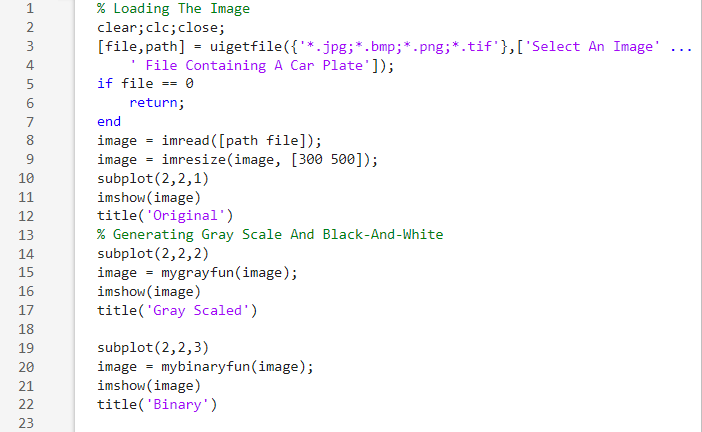 1 % Loading The Image
2 clear;clc;close;
3 [file,path] = uigetfile({'*.jpg;*.bmp;*.png;*.tif'},['Select An Image' ...
4     ' File Containing A Car Plate']);
5 if file == 0
6     return;
7 end
8 image = imread([path file]);
9 image = imresize(image, [300 500]);
10 subplot(2,2,1)
11 imshow(image)
12 title('Original')
13 % Generating Gray Scale And Black-And-White
14 subplot(2,2,2)
15 image = mygrayfun(image);
16 imshow(image)
17 title('Gray Scaled')
18
19 subplot(2,2,3)
20 image = mybinaryfun(image);
21 imshow(image)
22 title('Binary')
23